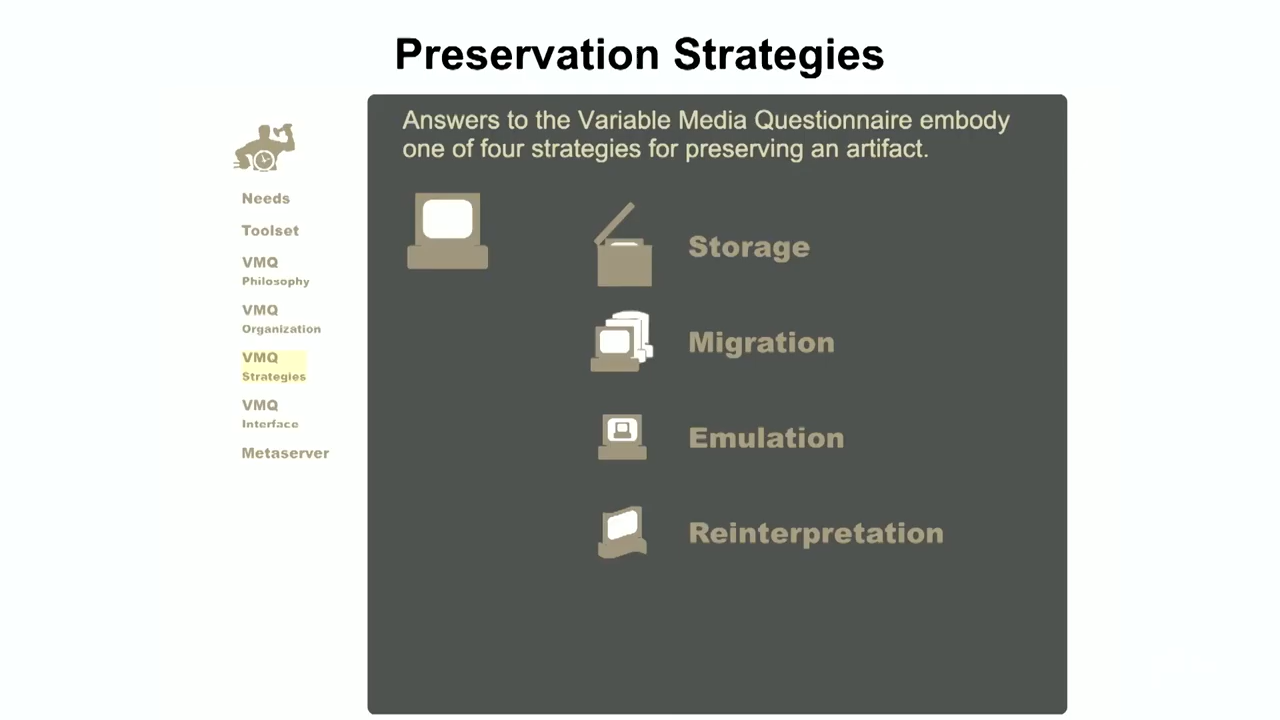 Preservation Strategies
Answers to the Variable Media Questionnaire embody
one of four strategies for preserving an artifact.
Needs
Toolset
VMQ
Philosophy
VMQ
Organization
VMQ
Strategies
VMQ
Interface
Metaserver
Storage
Migration
Emulation
Reinterpretation